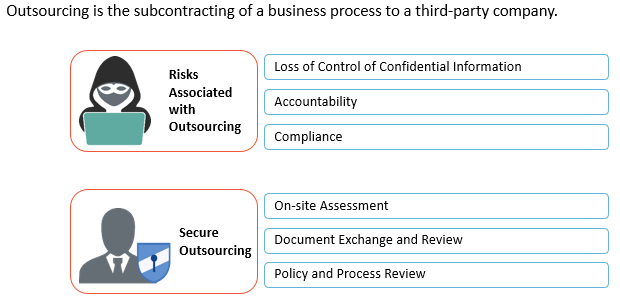 Outsourcing is the subcontracting of a business process to a third-party company.
Risks
Associated
with
Outsourcing
Loss of Control of Confidential Information
Accountability
Compliance
Secure
Outsourcing
On-site Assessment
Document Exchange and Review
Policy and Process Review